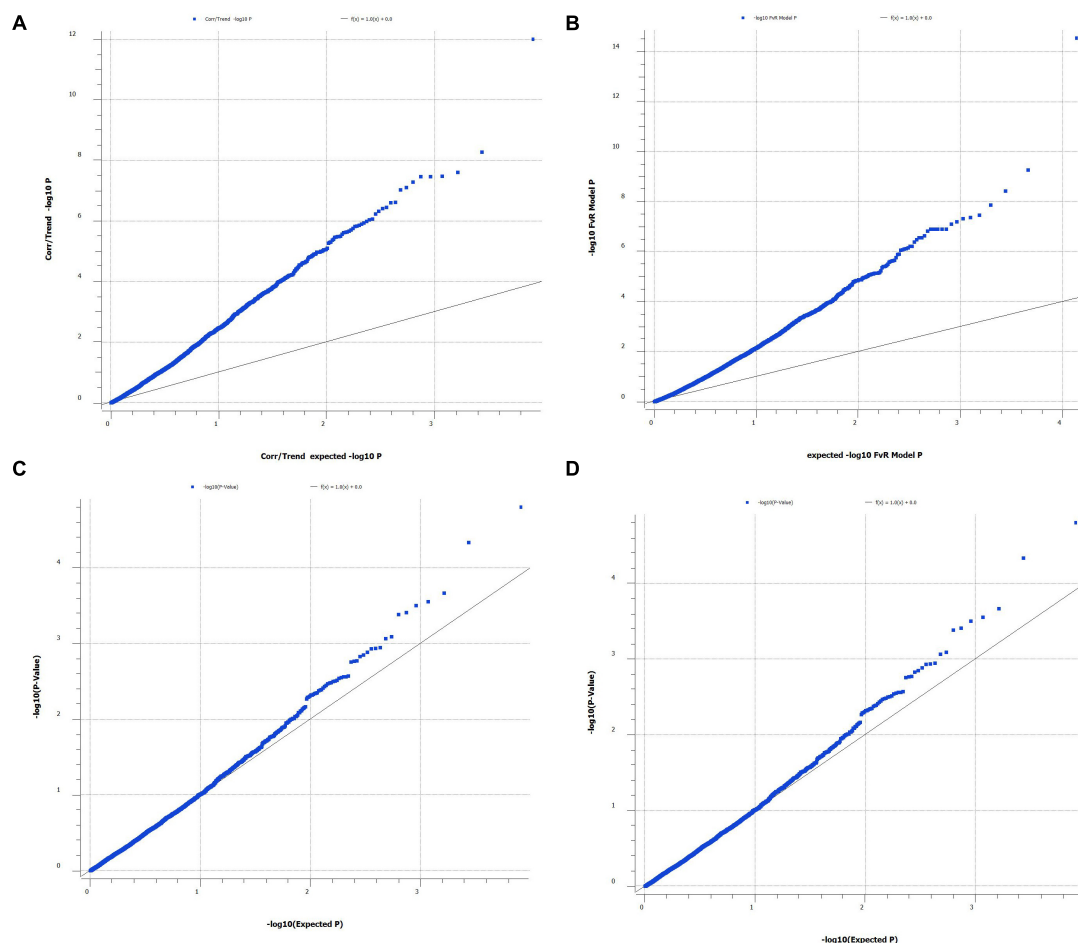 A
Corr/Trend -log10 P
f(x) = 1.0(x) + 0.0
12
10
8
6
4
2
0
Corr/Trend -log10 P
0 1 2 3
Corr/Trend expected -log10 P
B
-log10 FvR Model P
f(x) = 1.0(x) + 0.0
14
12
10
8
6
4
2
0
-log10 FvR Model P
0 1 2 3 4
expected -log10 FvR Model P
C
-log10(P-Value)
f(x) = 1.0(x) + 0.0
4
3
2
1
0
-log10(P-Value)
0 1 2 3
-log10(Expected P)
D
-log10(P-Value)
f(x) = 1.0(x) + 0.0
4
3
2
1
0
-log10(P-Value)
0 1 2 3
-log10(Expected P)